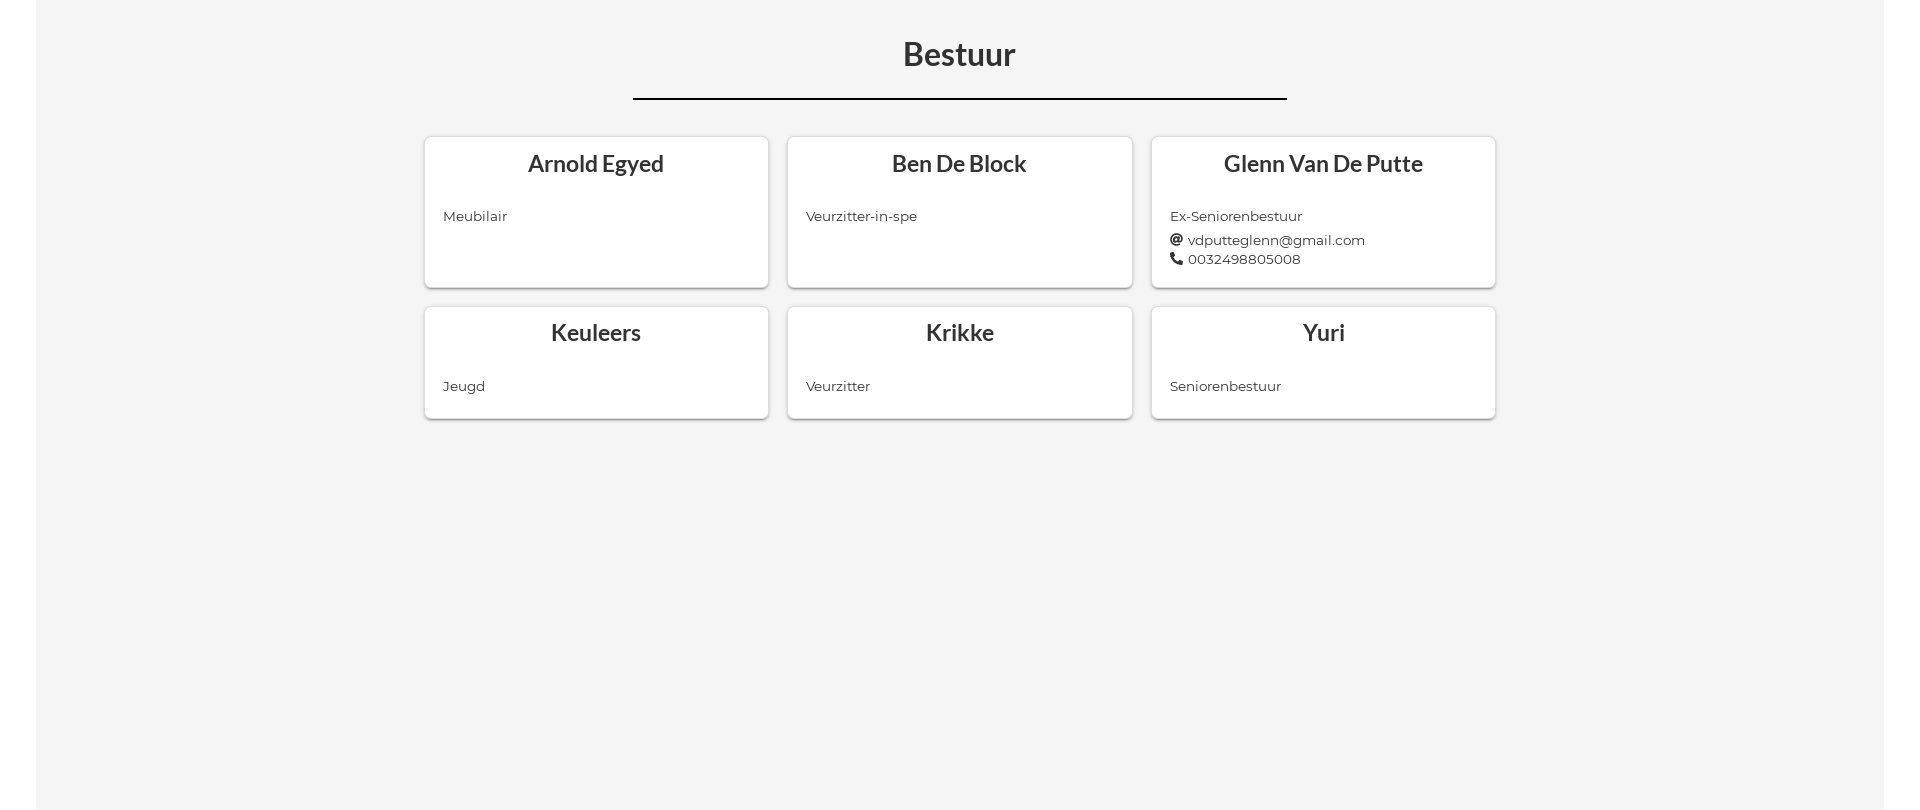 Bestuur
Arnold Egyed
Meubilair
Ben De Block
Veurzitter-in-spe
Glenn Van De Putte
Ex-Seniorenbestuur
vdputteglenn@gmail.com
0032498805008
Keuleers
Jeugd
Krikke
Veurzitter
Yuri
Seniorenbestuur